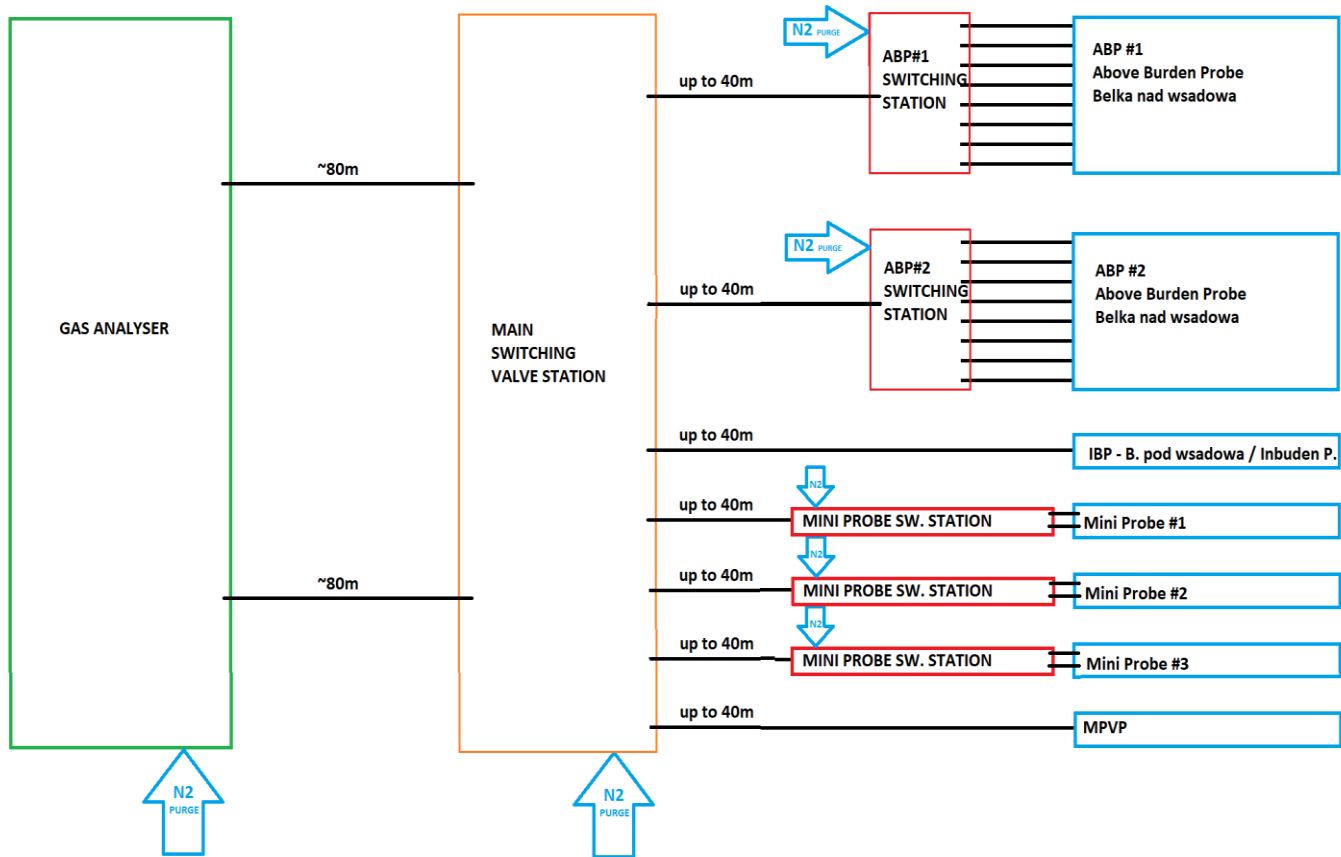 GAS ANALYSER
N2
PURGE
~80m
~80m
MAIN
SWITCHING
VALVE STATION
N2
PURGE
up to 40m
N2 PURGE
ABP#1
SWITCHING
STATION
ABP #1
Above Burden Probe
Belka nad wsadowa
up to 40m
N2 PURGE
ABP#2
SWITCHING
STATION
ABP #2
Above Burden Probe
Belka nad wsadowa
up to 40m
IBP - B. pod wsadowa / Inbuden P.
up to 40m
N2
MINI PROBE SW. STATION
Mini Probe #1
up to 40m
N2
MINI PROBE SW. STATION
Mini Probe #2
up to 40m
N2
MINI PROBE SW. STATION
Mini Probe #3
up to 40m
MPVP